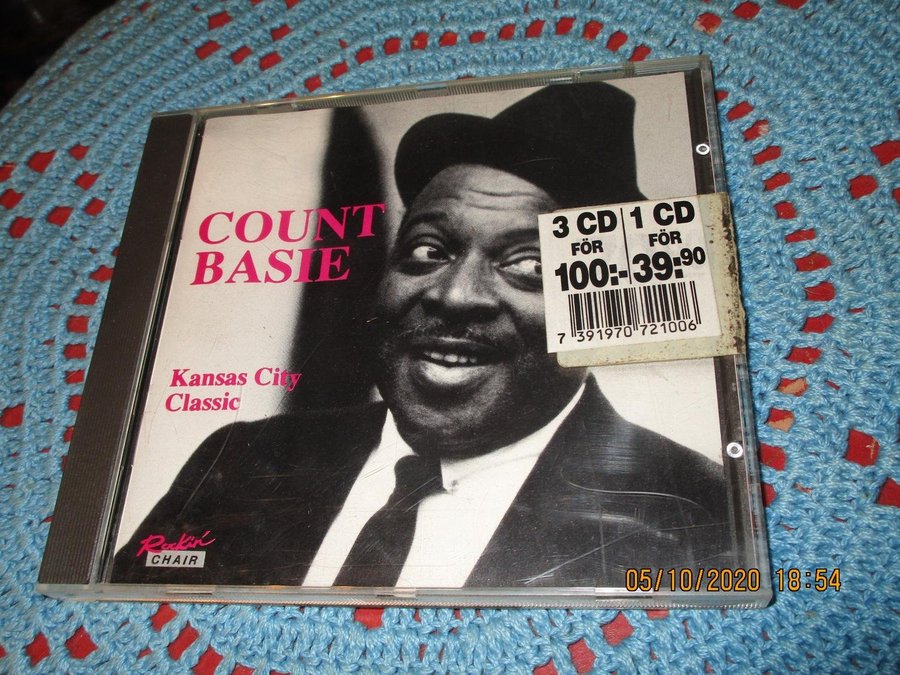 COUNT
BASIE
Kansas City
Classic
Rockin'
CHAIR
3 CD
FÖR
100:-
1 CD
FÖR
39:90
7 391970 721006
05/10/2020 18:54